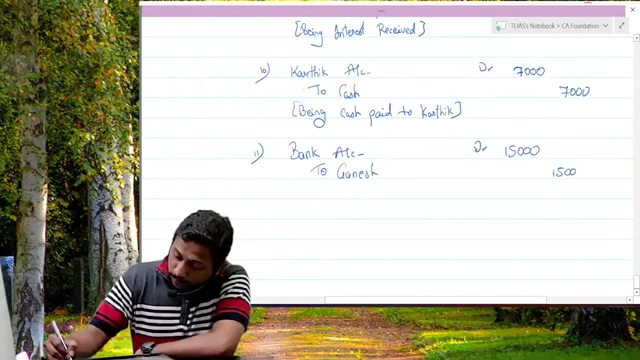 TEJAS's Notebook > CA Foundation
[Being Interest Received]
10) Karthik A/c Dr 7000
To Cash 7000
[Being cash paid to Karthik]
11) Bank A/c Dr 15000
To Ganesh 1500